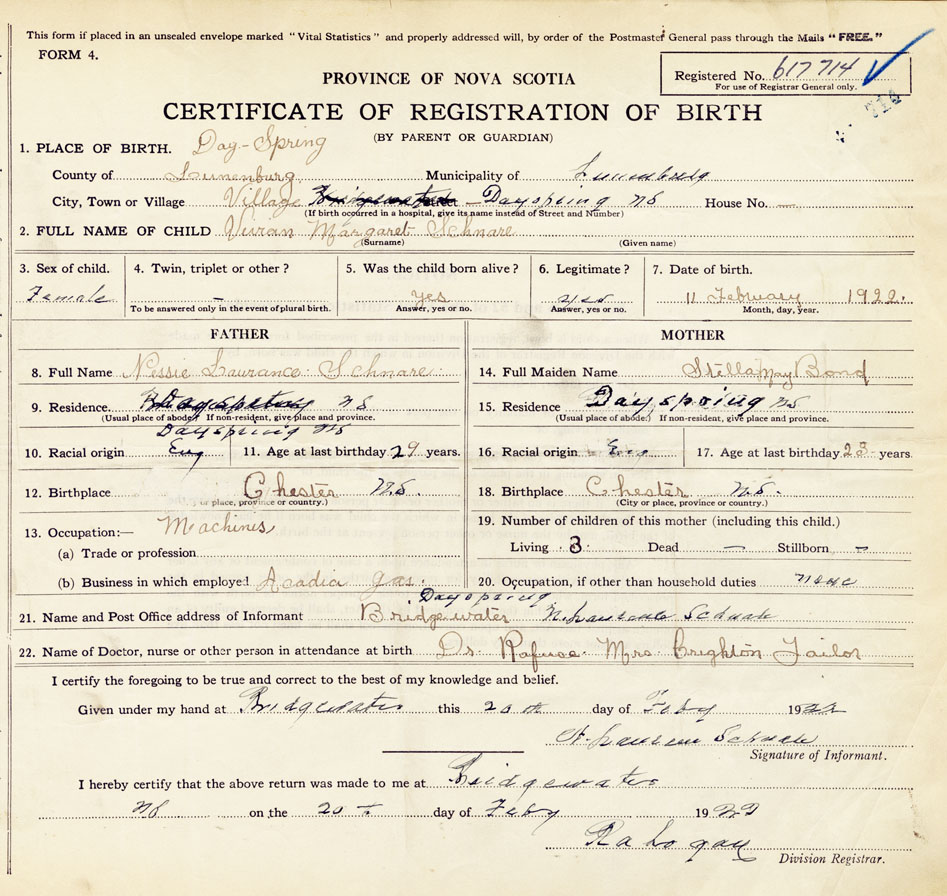 This form if placed in an unsealed envelope marked "Vital Statistics" and properly addressed will, by order of the Postmaster General pass through the Mails "FREE."
FORM 4.
PROVINCE OF NOVA SCOTIA
Registered No. 617714
For use of Registrar General only.
CERTIFICATE OF REGISTRATION OF BIRTH
(BY PARENT OR GUARDIAN)
1. PLACE OF BIRTH. Day-Spring
County of Lunenburg Municipality of Lunenburg
City, Town or Village Village Street - Dayspring NS House No. —
(If birth occurred in a hospital, give its name instead of Street and Number)
2. FULL NAME OF CHILD Vivian Margaret Schnare
(Surname) (Given name)
3. Sex of child. 4. Twin, triplet or other? 5. Was the child born alive? 6. Legitimate? 7. Date of birth.
Female — yes yes 11 February 1922.
To be answered only in the event of plural birth. Answer, yes or no. Answer, yes or no. Month, day, year.
FATHER MOTHER
8. Full Name Nessie Laurance Schnare 14. Full Maiden Name Stella May Bond
9. Residence NS 15. Residence Dayspring NS
(Usual place of abode. If non-resident, give place and province. (Usual place of abode.) If non-resident, give place and province.
Dayspring NS
10. Racial origin Eng 11. Age at last birthday 29 years. 16. Racial origin Eng 17. Age at last birthday 23 years.
12. Birthplace Chester N.S. 18. Birthplace Chester N.S.
or place, province or country.) (City or place, province or country.)
13. Occupation:— Machinis 19. Number of children of this mother (including this child.)
(a) Trade or profession Living 3 Dead — Stillborn —
(b) Business in which employed Acadia gas. 20. Occupation, if other than household duties none
Dayspring
21. Name and Post Office address of Informant Bridgewater N. Laurence Schnare
22. Name of Doctor, nurse or other person in attendance at birth Dr. Rafuse Mrs Brighton Tailor
I certify the foregoing to be true and correct to the best of my knowledge and belief.
Given under my hand at Bridgewater this 20th day of Feby 1922
N. Laurence Schnare
Signature of Informant.
I hereby certify that the above return was made to me at Bridgewater
NS on the 20th day of Feby 1922
Division Registrar.